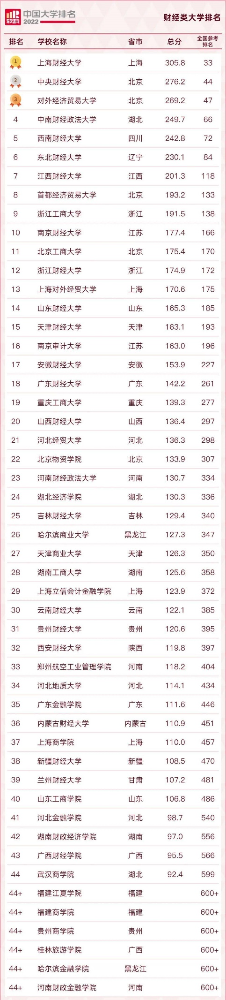 软科
中国大学排名
2022
财经类大学排名
排名 学校名称 省市 总分 全国参考排名
1 上海财经大学 上海 305.8 33
2 中央财经大学 北京 276.2 44
3 对外经济贸易大学 北京 269.2 47
4 中南财经政法大学 湖北 249.7 66
5 西南财经大学 四川 242.8 72
6 东北财经大学 辽宁 230.1 84
7 江西财经大学 江西 201.3 118
8 首都经济贸易大学 北京 193.2 133
9 浙江工商大学 浙江 191.5 138
10 南京财经大学 江苏 177.4 166
11 北京工商大学 北京 175.4 170
12 浙江财经大学 浙江 174.9 172
13 上海对外经贸大学 上海 170.6 175
14 山东财经大学 山东 165.3 185
15 天津财经大学 天津 163.1 193
16 南京审计大学 江苏 163.0 196
17 安徽财经大学 安徽 153.9 227
18 广东财经大学 广东 142.2 261
19 重庆工商大学 重庆 139.3 277
20 山西财经大学 山西 136.4 297
21 河北经贸大学 河北 136.3 298
22 北京物资学院 北京 133.9 307
23 河南财经政法大学 河南 130.7 334
24 湖北经济学院 湖北 130.3 336
25 吉林财经大学 吉林 129.4 340
26 哈尔滨商业大学 黑龙江 127.3 347
27 天津商业大学 天津 126.3 350
28 湖南工商大学 湖南 125.6 358
29 上海立信会计金融学院 上海 123.9 372
30 云南财经大学 云南 122.1 385
31 贵州财经大学 贵州 120.6 395
32 西安财经大学 陕西 119.8 397
33 郑州航空工业管理学院 河南 118.2 404
34 河北地质大学 河北 114.1 434
35 广东金融学院 广东 111.6 446
36 内蒙古财经大学 内蒙古 110.9 451
37 上海商学院 上海 110.0 457
38 新疆财经大学 新疆 108.5 470
39 兰州财经大学 甘肃 107.2 481
40 山东工商学院 山东 106.8 486
41 河北金融学院 河北 98.7 540
42 湖南财政经济学院 湖南 97.0 556
43 广西财经学院 广西 95.5 566
44 武汉商学院 湖北 92.4 599
44+ 福建江夏学院 福建 600+
44+ 福建商学院 福建 600+
44+ 贵州商学院 贵州 600+
44+ 桂林旅游学院 广西 600+
44+ 哈尔滨金融学院 黑龙江 600+
44+ 河南财政金融学院 河南 600+